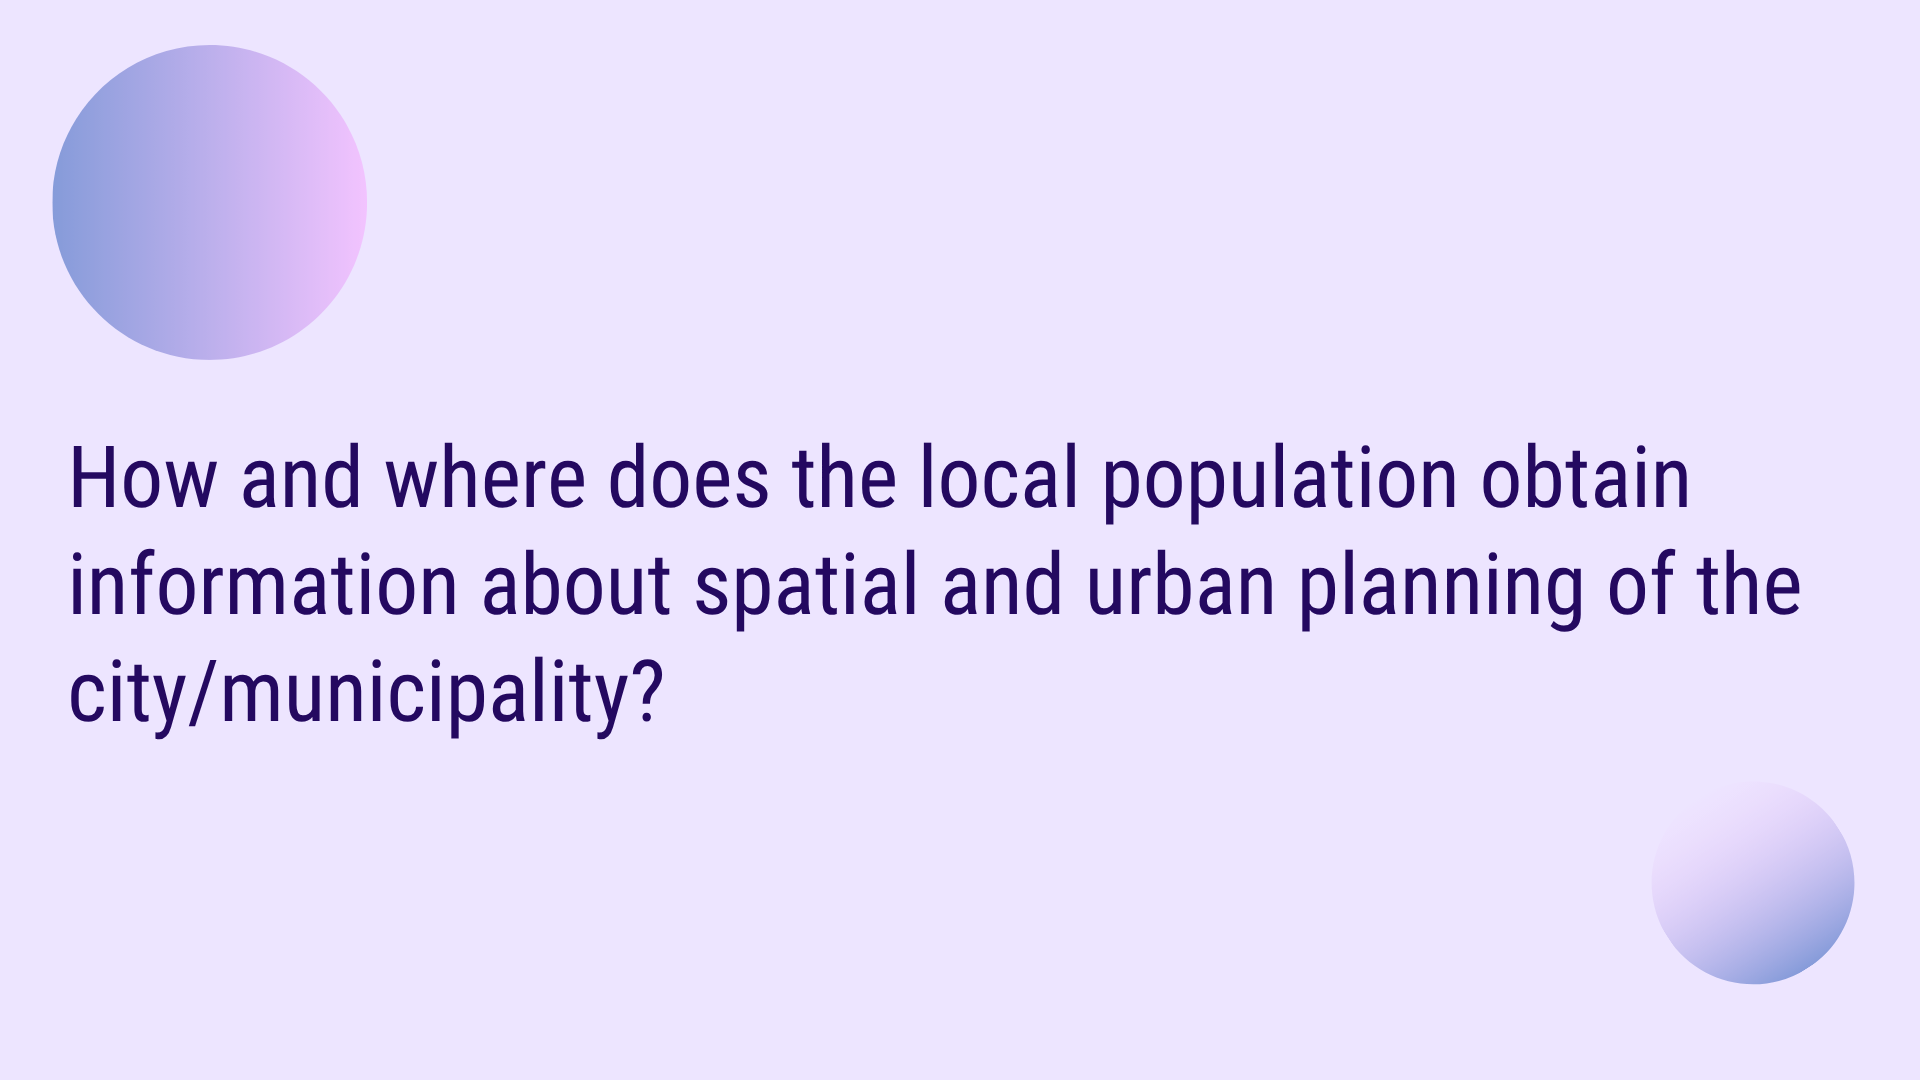 How and where does the local population obtain
information about spatial and urban planning of the
city/municipality?